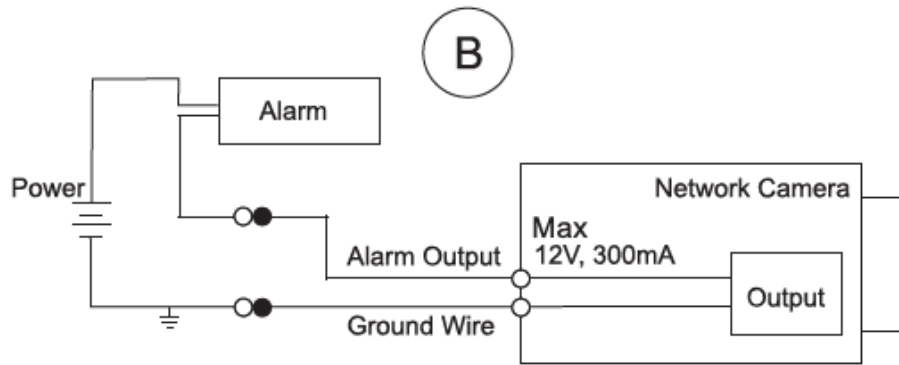 B
Alarm
Power
Network Camera
Max
12V, 300mA
Alarm Output
Output
Ground Wire